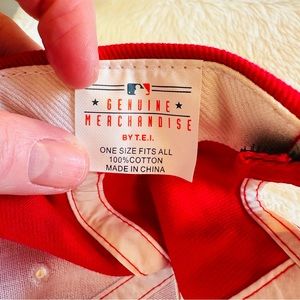 GENUINE
MERCHANDISE
BY T.E.I.
ONE SIZE FITS ALL
100%COTTON
MADE IN CHINA